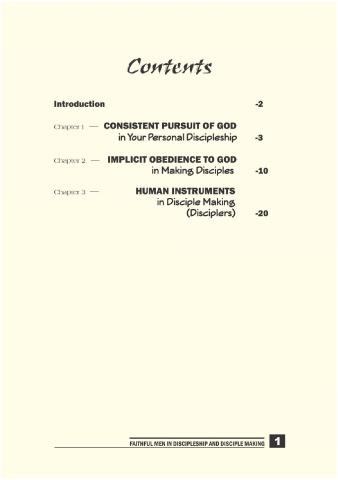 Contents
Introduction -2
Chapter 1 — CONSISTENT PURSUIT OF GOD
in Your Personal Discipleship -3
Chapter 2 — IMPLICIT OBEDIENCE TO GOD
in Making Disciples -10
Chapter 3 — HUMAN INSTRUMENTS
in Disciple Making
(Disciplers) -20
FAITHFUL MEN IN DISCIPLESHIP AND DISCIPLE MAKING 1